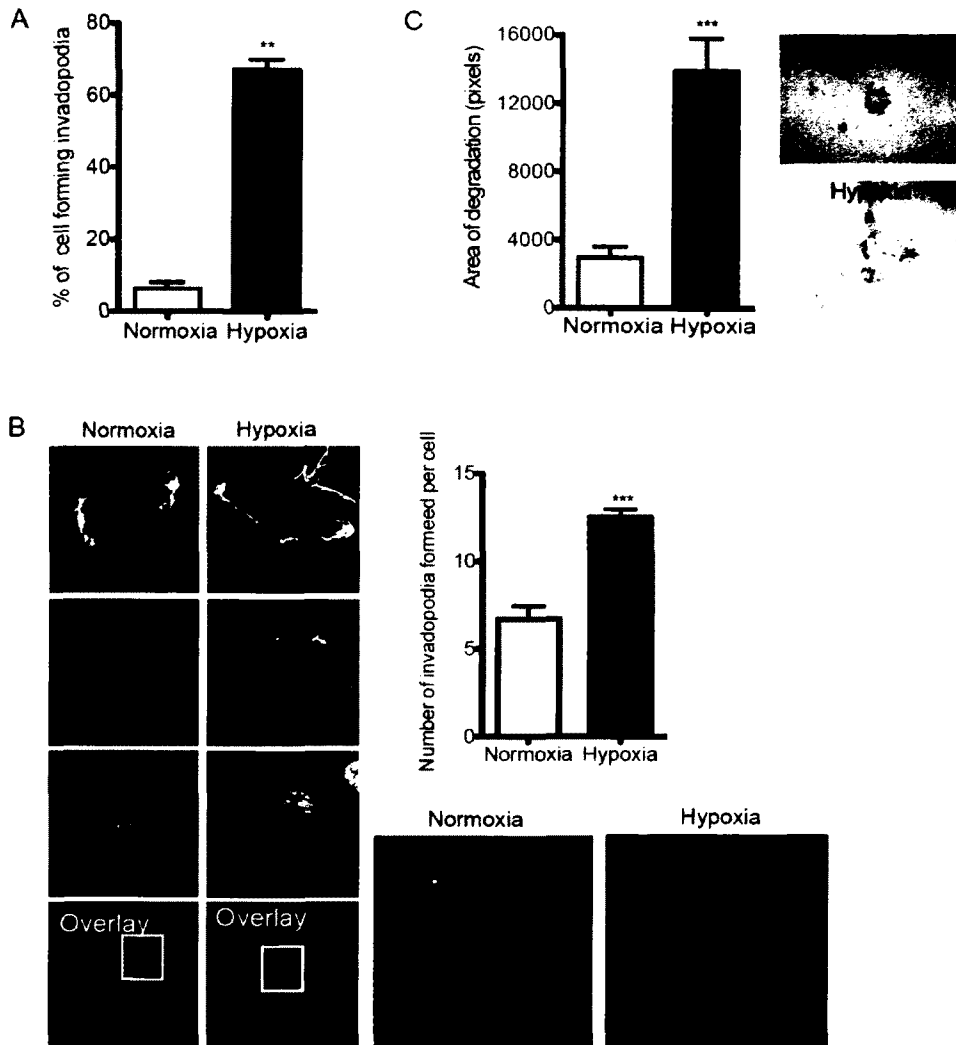 A
% of cell forming invadopodia
80
60
40
20
0
**
Normoxia
Hypoxia
C
Area of degradation (pixels)
16000
12000
8000
4000
0
***
Normoxia
Hypoxia
Hypoxia
B
Normoxia
Hypoxia
Overlay
Overlay
Number of invadopodia formeed per cell
15
10
5
0
***
Normoxia
Hypoxia
Normoxia
Hypoxia